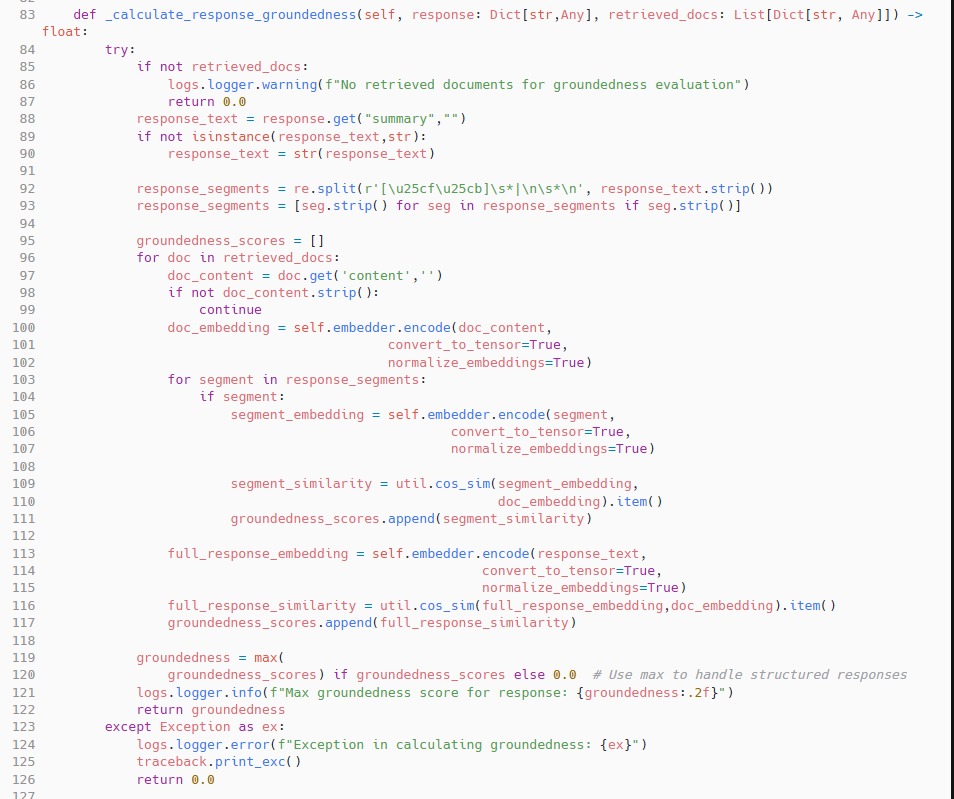 83     def _calculate_response_groundedness(self, response: Dict[str,Any], retrieved_docs: List[Dict[str, Any]]) ->
float:
84         try:
85             if not retrieved_docs:
86                 logs.logger.warning(f"No retrieved documents for groundedness evaluation")
87                 return 0.0
88             response_text = response.get("summary","")
89             if not isinstance(response_text,str):
90                 response_text = str(response_text)
91
92             response_segments = re.split(r'[\u25cf\u25cb]\s*|\n\s*\n', response_text.strip())
93             response_segments = [seg.strip() for seg in response_segments if seg.strip()]
94
95             groundedness_scores = []
96             for doc in retrieved_docs:
97                 doc_content = doc.get('content','')
98                 if not doc_content.strip():
99                     continue
100                 doc_embedding = self.embedder.encode(doc_content,
101                                             convert_to_tensor=True,
102                                             normalize_embeddings=True)
103                 for segment in response_segments:
104                     if segment:
105                         segment_embedding = self.embedder.encode(segment,
106                                                     convert_to_tensor=True,
107                                                     normalize_embeddings=True)
108
109                         segment_similarity = util.cos_sim(segment_embedding,
110                                                           doc_embedding).item()
111                         groundedness_scores.append(segment_similarity)
112
113                 full_response_embedding = self.embedder.encode(response_text,
114                                                         convert_to_tensor=True,
115                                                         normalize_embeddings=True)
116                 full_response_similarity = util.cos_sim(full_response_embedding,doc_embedding).item()
117                 groundedness_scores.append(full_response_similarity)
118
119             groundedness = max(
120                 groundedness_scores) if groundedness_scores else 0.0  # Use max to handle structured responses
121             logs.logger.info(f"Max groundedness score for response: {groundedness:.2f}")
122             return groundedness
123         except Exception as ex:
124             logs.logger.error(f"Exception in calculating groundedness: {ex}")
125             traceback.print_exc()
126             return 0.0
127